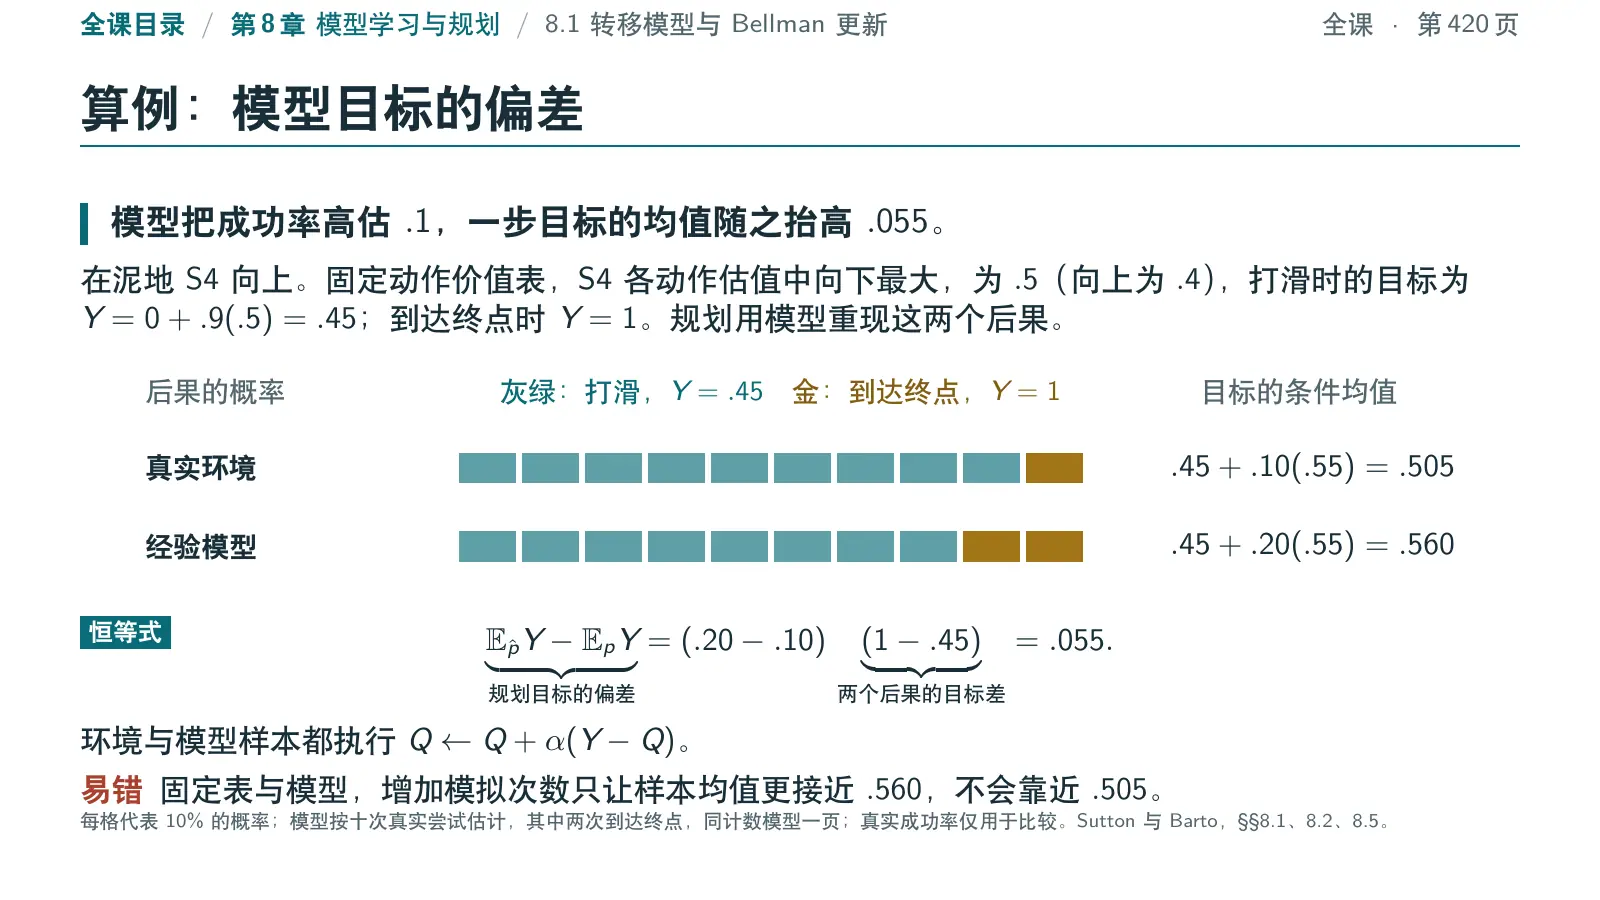 全课目录 / 第 8 章 模型学习与规划 / 8.1 转移模型与 Bellman 更新
全课 · 第 420 页
算例：模型目标的偏差
模型把成功率高估 .1，一步目标的均值随之抬高 .055。
在泥地 S4 向上。固定动作价值表，S4 各动作估值中向下最大，为 .5（向上为 .4），打滑时的目标为
Y = 0 + .9(.5) = .45；到达终点时 Y = 1。规划用模型重现这两个后果。
后果的概率 灰绿：打滑，Y = .45 金：到达终点，Y = 1 目标的条件均值
真实环境 .45 + .10(.55) = .505
经验模型 .45 + .20(.55) = .560
恒等式 𝔼_p̂ Y − 𝔼_p Y = (.20 − .10) (1 − .45) = .055.
规划目标的偏差 两个后果的目标差
环境与模型样本都执行 Q ← Q + α(Y − Q)。
易错 固定表与模型，增加模拟次数只让样本均值更接近 .560，不会靠近 .505。
每格代表 10% 的概率；模型按十次真实尝试估计，其中两次到达终点，同计数模型一页；真实成功率仅用于比较。Sutton 与 Barto，§§8.1、8.2、8.5。